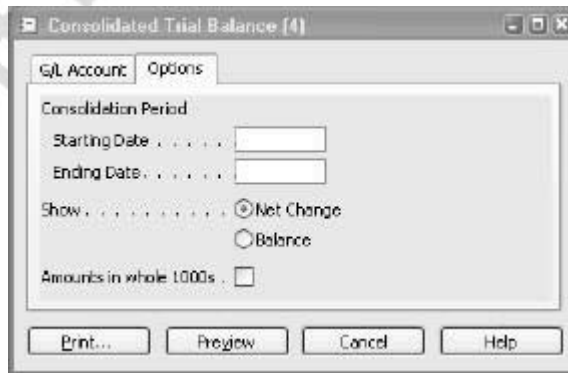 Consolidated Trial Balance (4)
G/L Account Options
Consolidation Period
Starting Date . . . . . .
Ending Date . . . . . .
Show . . . . . . . . . . Net Change
Balance
Amounts in whole 1000s .
Print... Preview Cancel Help